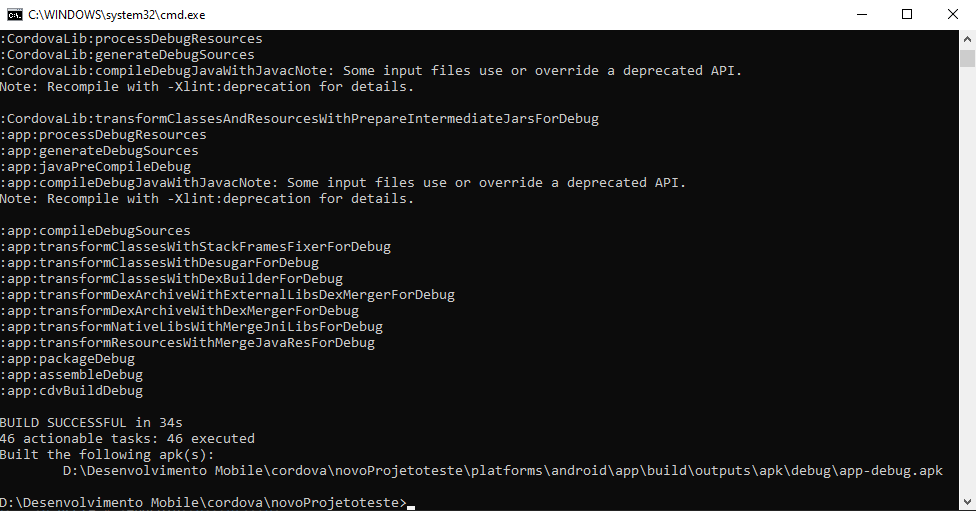 C:\WINDOWS\system32\cmd.exe
:CordovaLib:processDebugResources
:CordovaLib:generateDebugSources
:CordovaLib:compileDebugJavaWithJavacNote: Some input files use or override a deprecated API.
Note: Recompile with -Xlint:deprecation for details.
:CordovaLib:transformClassesAndResourcesWithPrepareIntermediateJarsForDebug
:app:processDebugResources
:app:generateDebugSources
:app:javaPreCompileDebug
:app:compileDebugJavaWithJavacNote: Some input files use or override a deprecated API.
Note: Recompile with -Xlint:deprecation for details.
:app:compileDebugSources
:app:transformClassesWithStackFramesFixerForDebug
:app:transformClassesWithDesugarForDebug
:app:transformClassesWithDexBuilderForDebug
:app:transformDexArchiveWithExternalLibsDexMergerForDebug
:app:transformDexArchiveWithDexMergerForDebug
:app:transformNativeLibsWithMergeJniLibsForDebug
:app:transformResourcesWithMergeJavaResForDebug
:app:packageDebug
:app:assembleDebug
:app:cdvBuildDebug
BUILD SUCCESSFUL in 34s
46 actionable tasks: 46 executed
Built the following apk(s):
D:\Desenvolvimento Mobile\cordova\novoProjetoteste\platforms\android\app\build\outputs\apk\debug\app-debug.apk
D:\Desenvolvimento Mobile\cordova\novoProjetoteste>